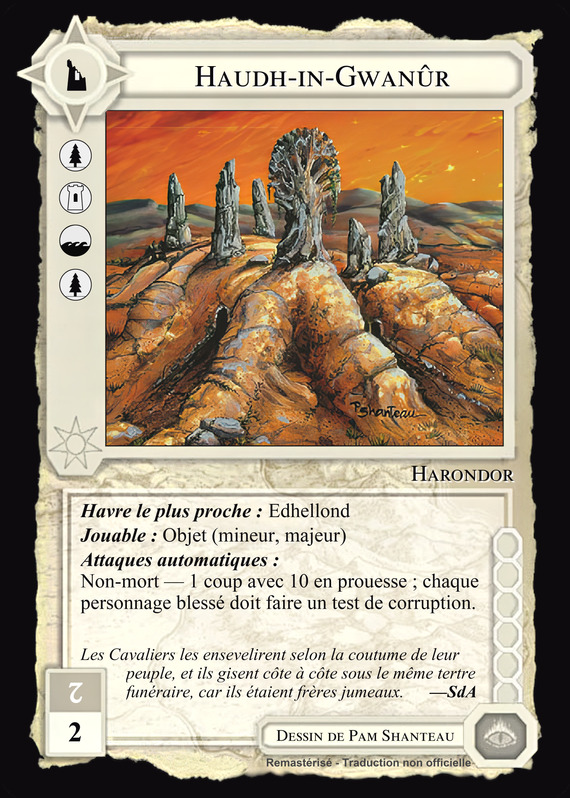 Haudh-in-Gwanûr
P. Shanteau
Harondor
Havre le plus proche : Edhellond
Jouable : Objet (mineur, majeur)
Attaques automatiques :
Non-mort — 1 coup avec 10 en prouesse ; chaque
personnage blessé doit faire un test de corruption.
Les Cavaliers les ensevelirent selon la coutume de leur
peuple, et ils gisent côte à côte sous le même tertre
funéraire, car ils étaient frères jumeaux. —SdA
2
Dessin de Pam Shanteau
Remastérisé - Traduction non officielle